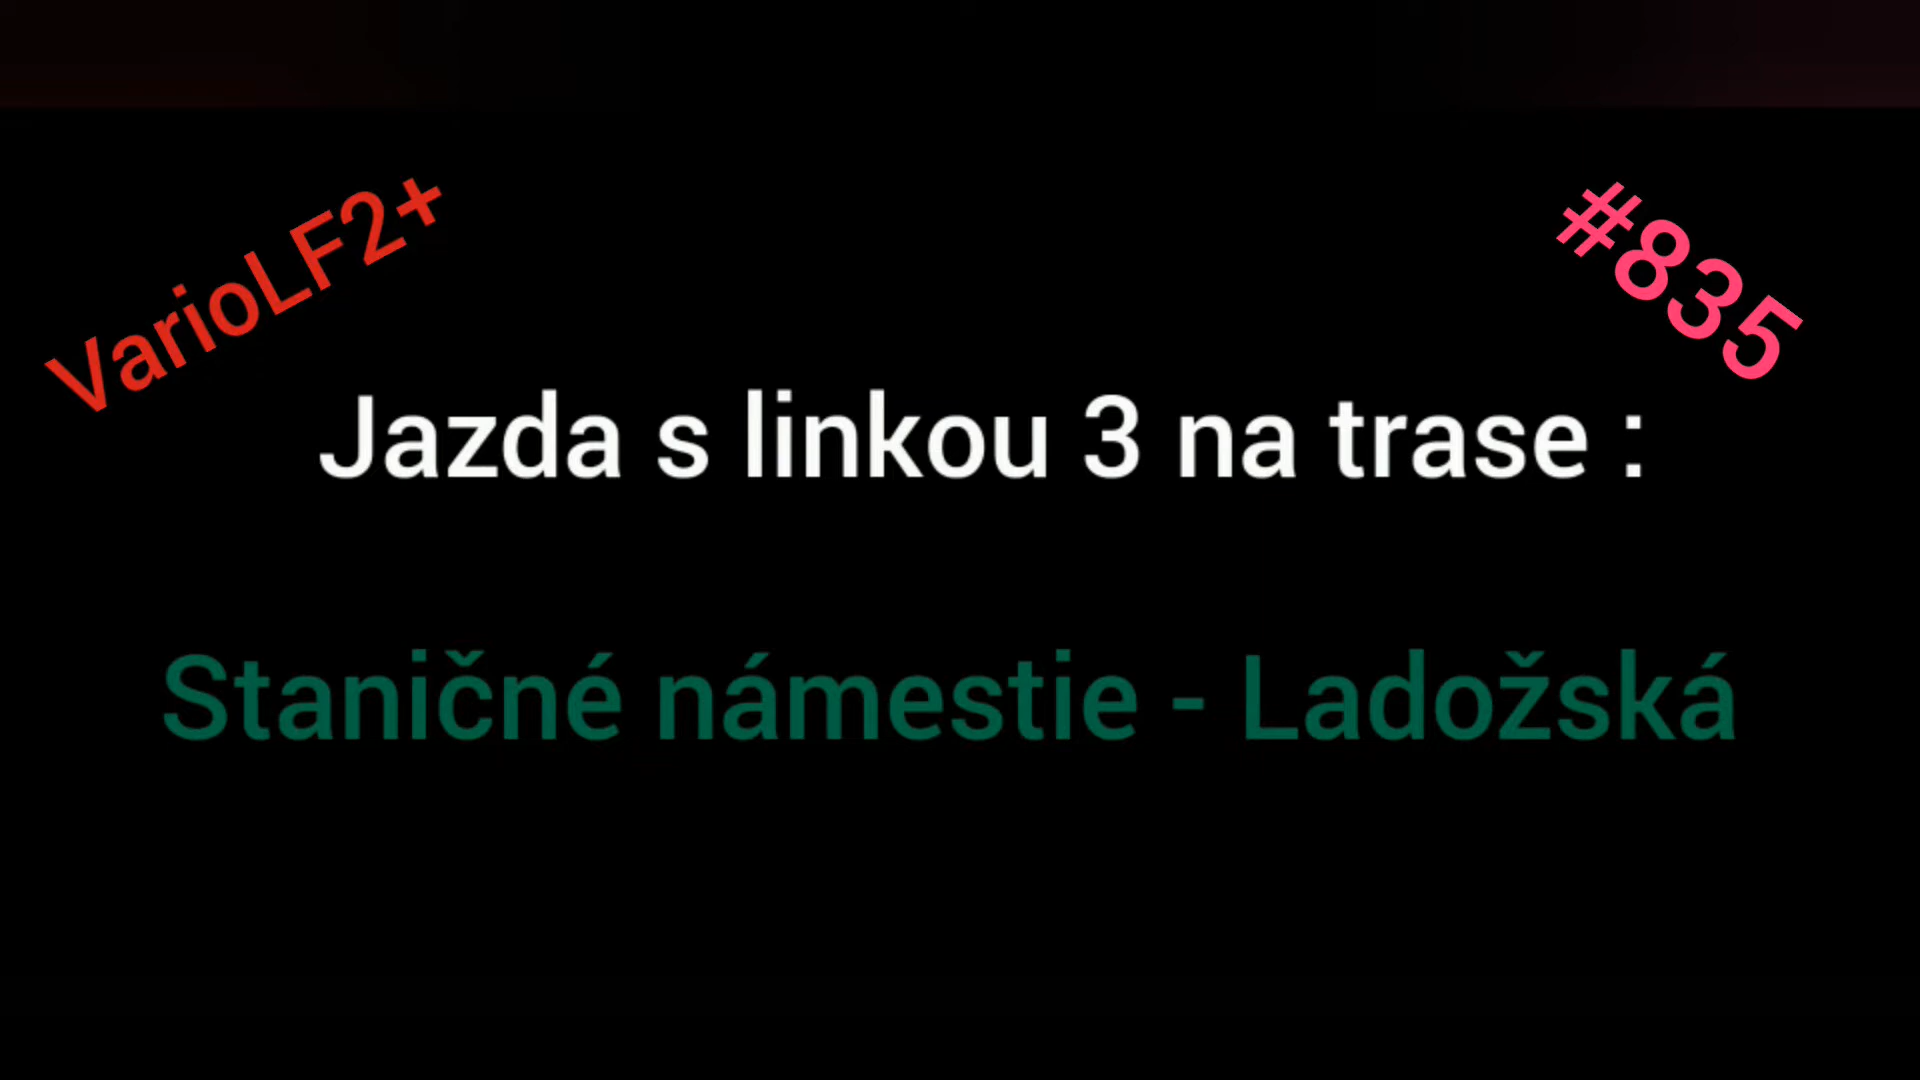 VarioLF2+
#835
Jazda s linkou 3 na trase :
Staničné námestie - Ladožská